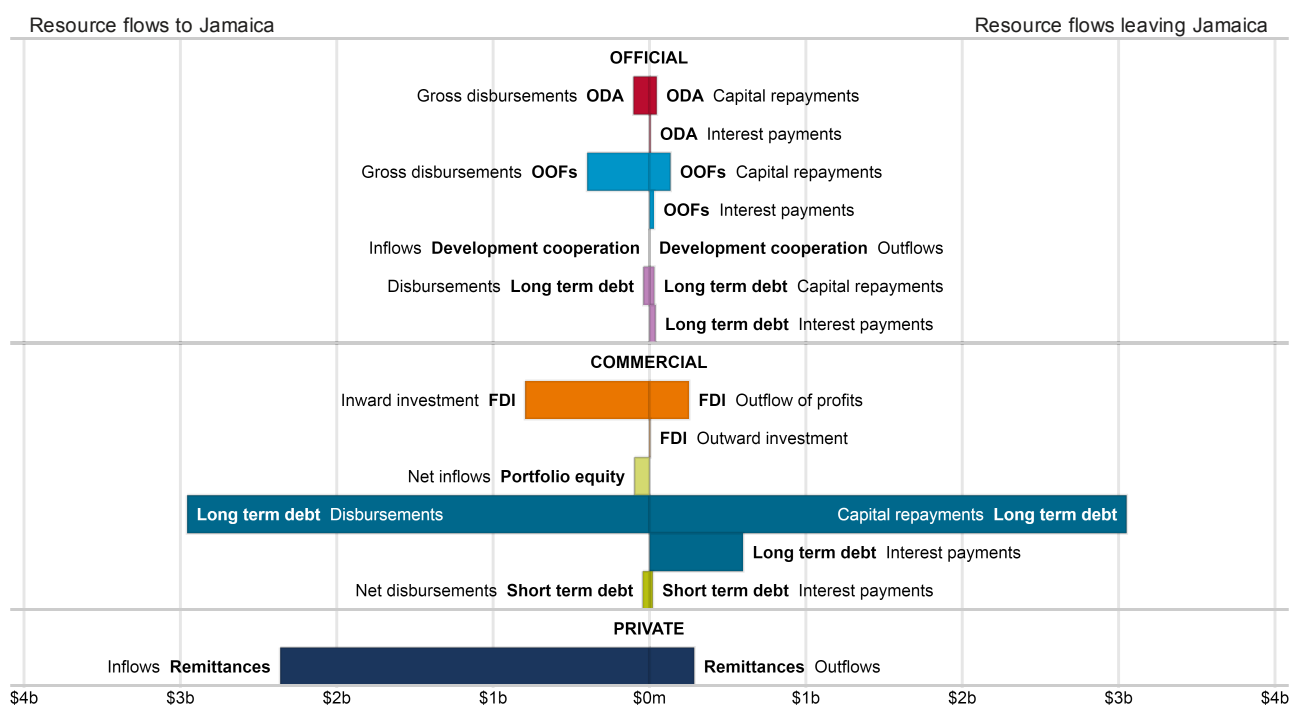 Resource flows to Jamaica Resource flows leaving Jamaica
OFFICIAL
Gross disbursements ODA ODA Capital repayments
ODA Interest payments
Gross disbursements OOFs OOFs Capital repayments
OOFs Interest payments
Inflows Development cooperation Development cooperation Outflows
Disbursements Long term debt Long term debt Capital repayments
Long term debt Interest payments
COMMERCIAL
Inward investment FDI FDI Outflow of profits
FDI Outward investment
Net inflows Portfolio equity
Long term debt Disbursements Capital repayments Long term debt
Long term debt Interest payments
Net disbursements Short term debt Short term debt Interest payments
PRIVATE
Inflows Remittances Remittances Outflows
$4b $3b $2b $1b $0m $1b $2b $3b $4b